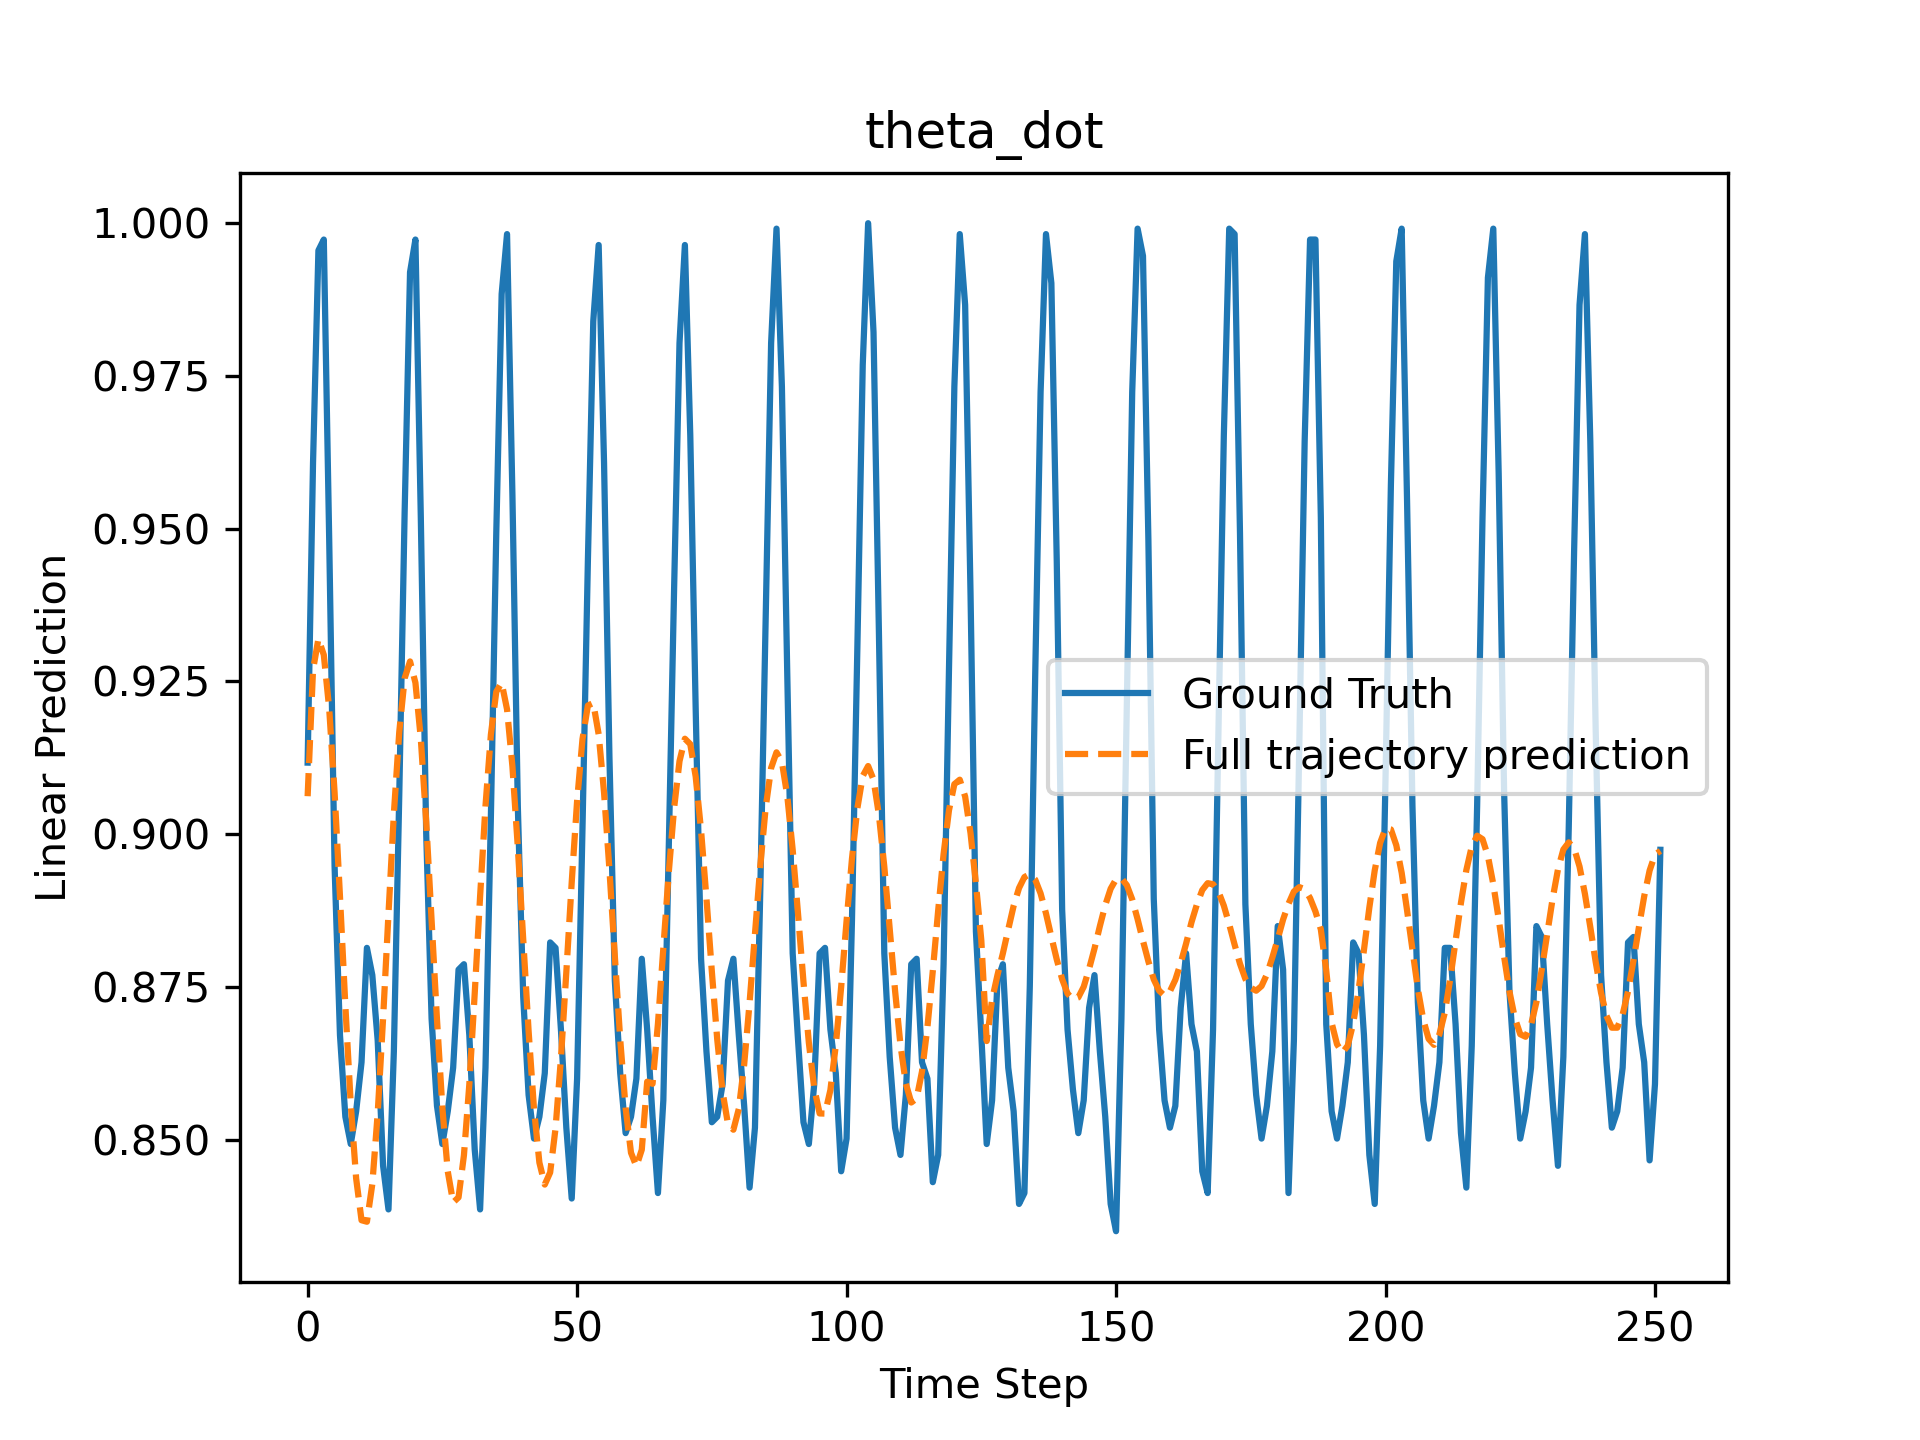 theta_dot
Linear Prediction
1.000
0.975
0.950
0.925
0.900
0.875
0.850
Ground Truth
Full trajectory prediction
0
50
100
150
200
250
Time Step